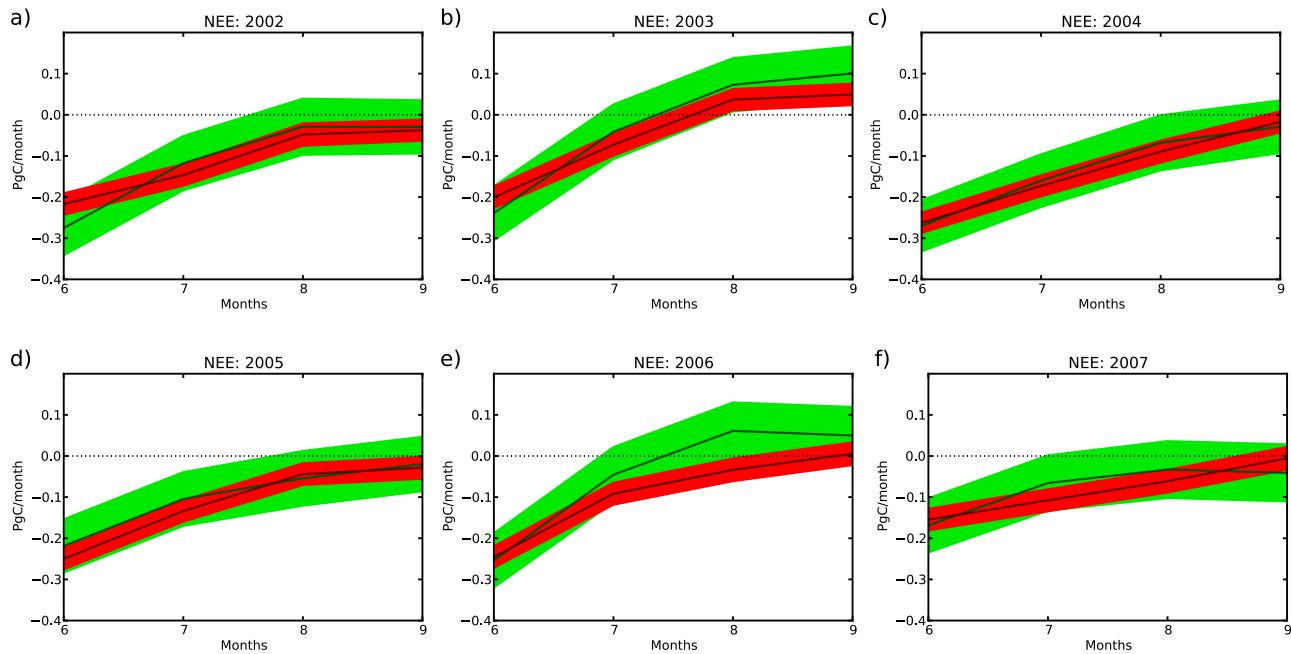 a)
NEE: 2002
PgC/month
0.1
0.0
−0.1
−0.2
−0.3
−0.4
6 7 8 9
Months
b)
NEE: 2003
PgC/month
0.1
0.0
−0.1
−0.2
−0.3
−0.4
6 7 8 9
Months
c)
NEE: 2004
PgC/month
0.1
0.0
−0.1
−0.2
−0.3
−0.4
6 7 8 9
Months
d)
NEE: 2005
PgC/month
0.1
0.0
−0.1
−0.2
−0.3
−0.4
6 7 8 9
Months
e)
NEE: 2006
PgC/month
0.1
0.0
−0.1
−0.2
−0.3
−0.4
6 7 8 9
Months
f)
NEE: 2007
PgC/month
0.1
0.0
−0.1
−0.2
−0.3
−0.4
6 7 8 9
Months